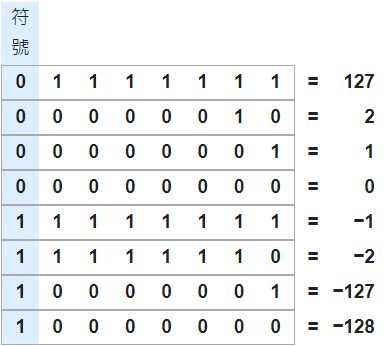 符
號
0 1 1 1 1 1 1 1 = 127
0 0 0 0 0 0 1 0 = 2
0 0 0 0 0 0 0 1 = 1
0 0 0 0 0 0 0 0 = 0
1 1 1 1 1 1 1 1 = −1
1 1 1 1 1 1 1 0 = −2
1 0 0 0 0 0 0 1 = −127
1 0 0 0 0 0 0 0 = −128